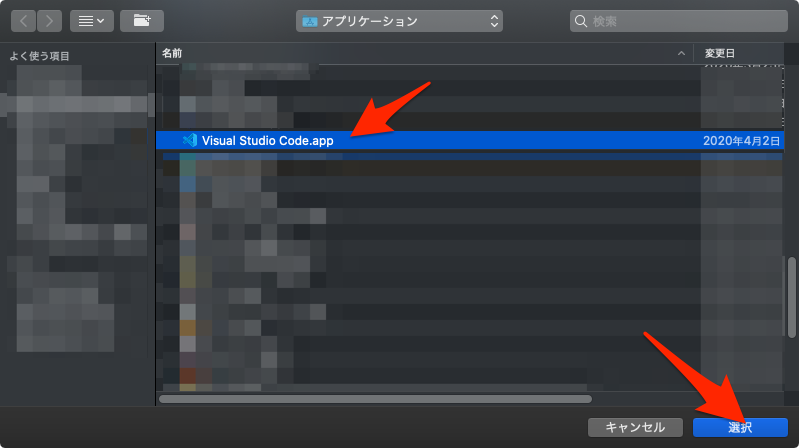 アプリケーション
検索
よく使う項目
名前
変更日
Visual Studio Code.app
2020年4月2日
キャンセル
選択